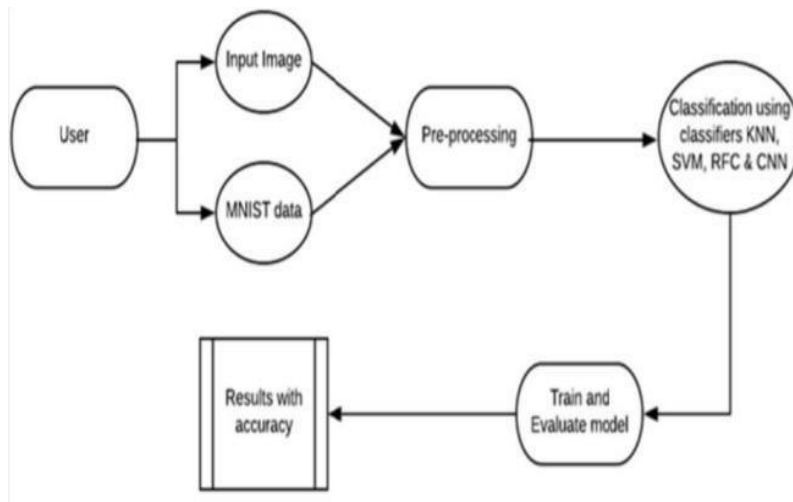 User
Input Image
MNIST data
Pre-processing
Classification using
classifiers KNN,
SVM, RFC & CNN
Train and
Evaluate model
Results with
accuracy